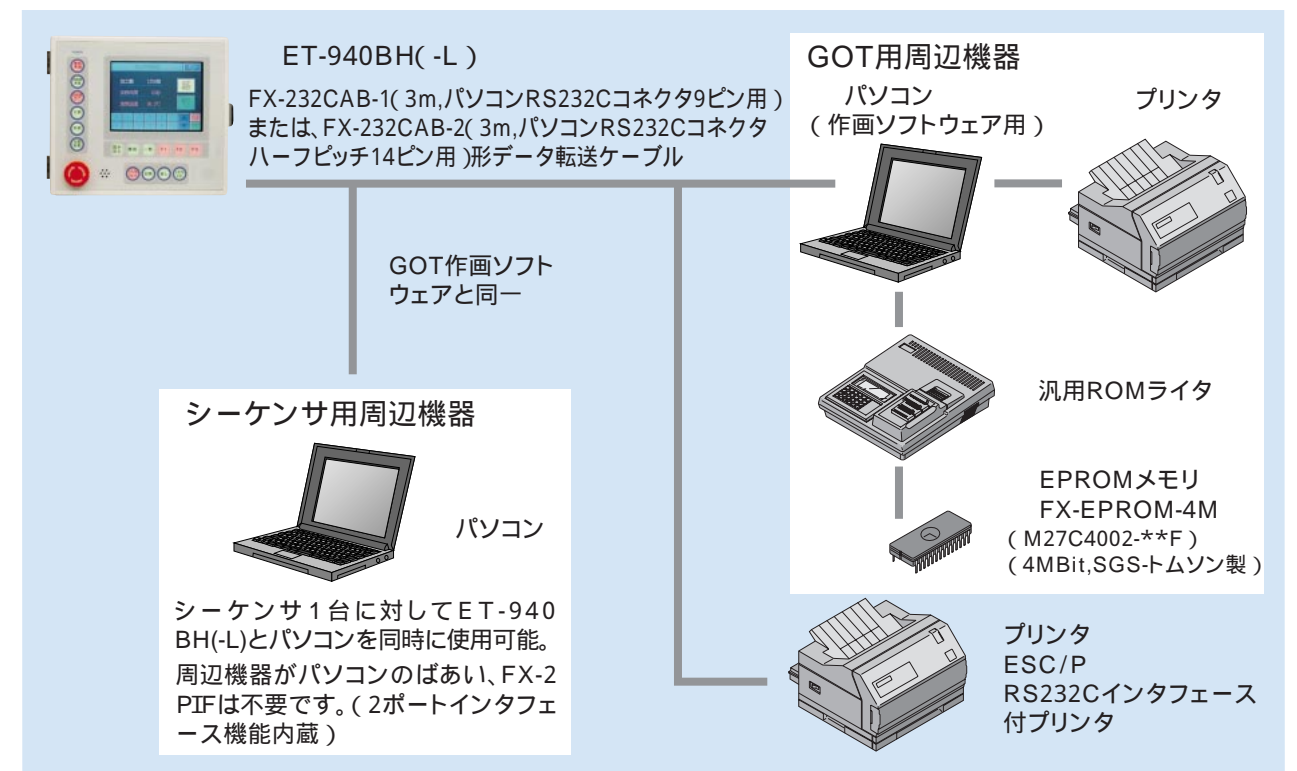 ET-940BH(-L)
FX-232CAB-1(3m,パソコンRS232Cコネクタ9ピン用)
または、FX-232CAB-2(3m,パソコンRS232Cコネクタ
ハーフピッチ14ピン用)形データ転送ケーブル
GOT作画ソフト
ウェアと同一
シーケンサ用周辺機器
パソコン
シーケンサ1台に対してET-940
BH(-L)とパソコンを同時に使用可能。
周辺機器がパソコンのばあい、FX-2
PIFは不要です。(2ポートインタフェ
ース機能内蔵)
GOT用周辺機器
パソコン
(作画ソフトウェア用)
プリンタ
汎用ROMライタ
EPROMメモリ
FX-EPROM-4M
(M27C4002-**F)
(4MBit,SGS-トムソン製)
プリンタ
ESC/P
RS232Cインタフェース
付プリンタ